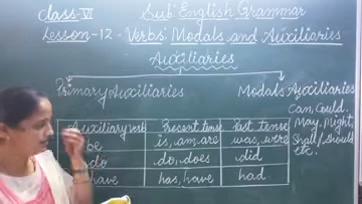 Class-VI Sub: English Grammar
Lesson-12 - Verbs: Modals and Auxiliaries
Auxiliaries
Primary Auxiliaries Modals Auxiliaries
Can, Could.
May, Might,
Shall/Should
etc.
Auxiliary verb Present tense Past tense
be is, am, are was, were
do do, does did
have has, have had